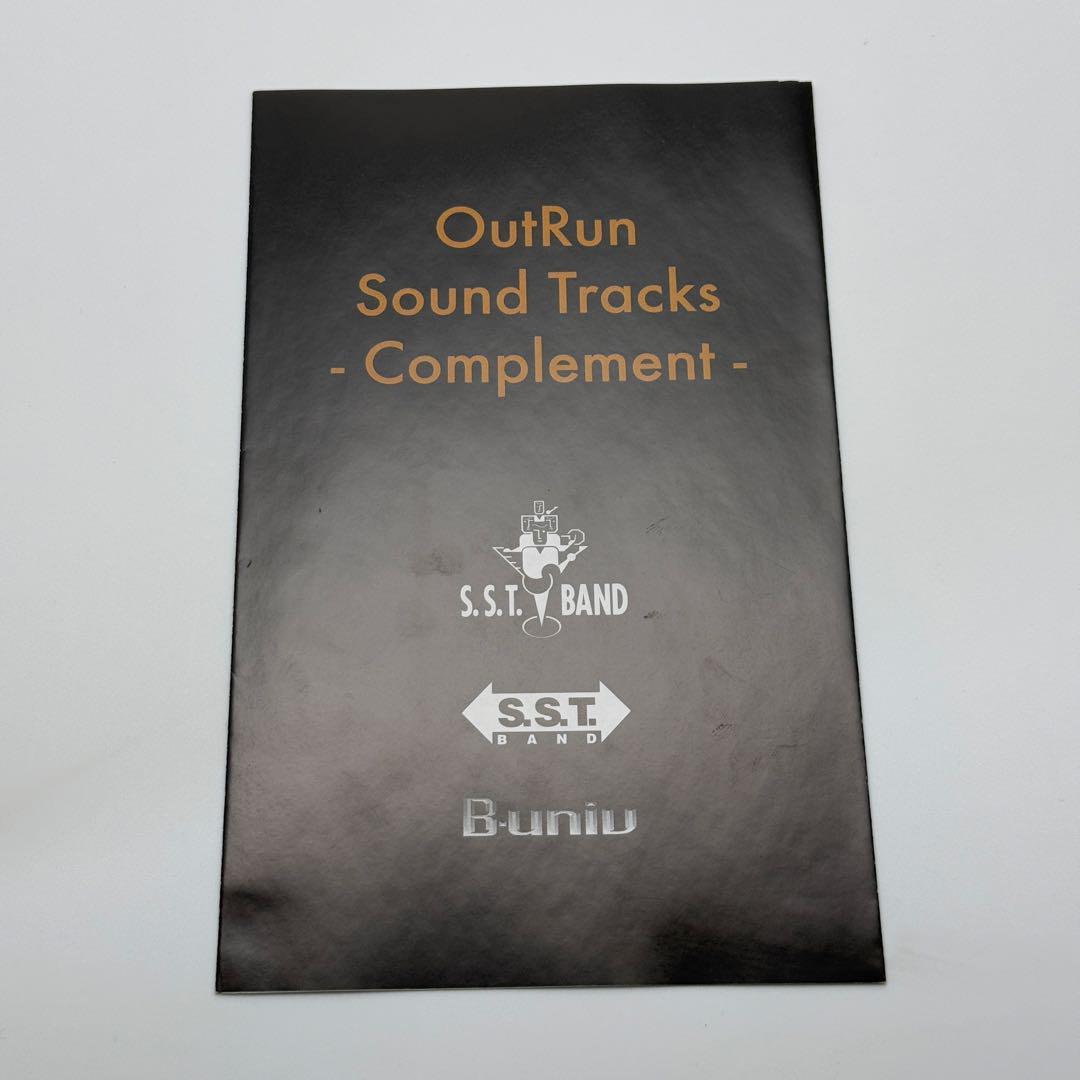 OutRun
Sound Tracks
- Complement -
S.S.T. BAND
S.S.T.
BAND
B-univ